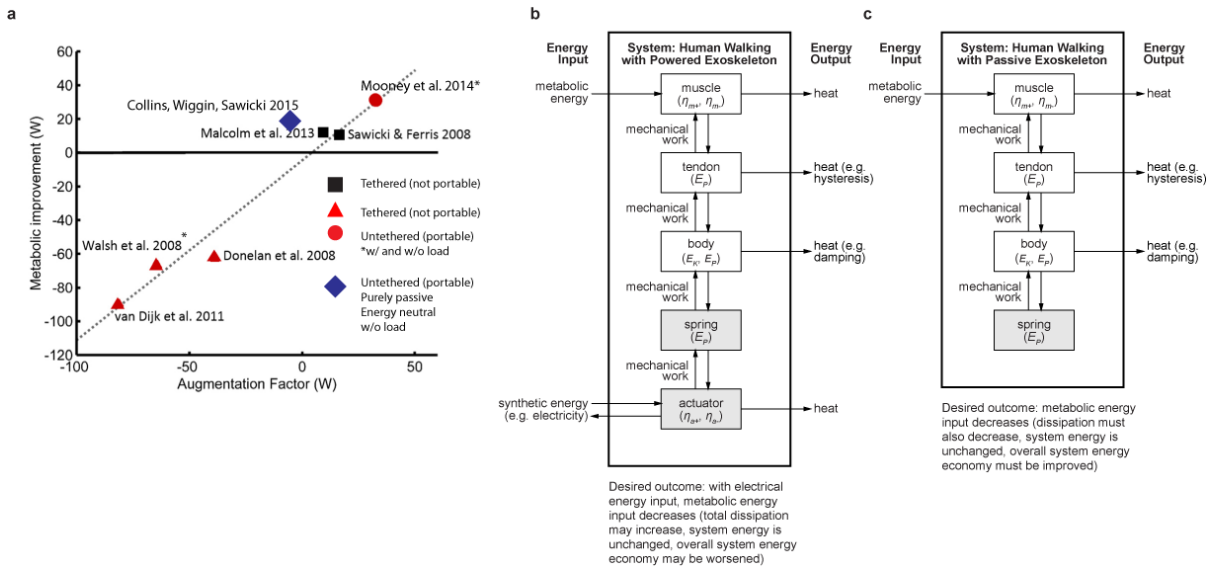 a
60
40
20
0
-20
-40
-60
-80
-100
-120
-100
-50
0
50
Metabolic improvement (W)
Augmentation Factor (W)
Mooney et al. 2014*
Collins, Wiggin, Sawicki 2015
Malcolm et al. 2013
Sawicki & Ferris 2008
Walsh et al. 2008 *
Donelan et al. 2008
van Dijk et al. 2011
Tethered (not portable)
Tethered (not portable)
Untethered (portable)
*w/ and w/o load
Untethered (portable)
Purely passive
Energy neutral
w/o load
b
Energy
Input
System: Human Walking
with Powered Exoskeleton
Energy
Output
metabolic
energy
muscle
(ηm+, ηm-)
heat
mechanical
work
tendon
(EP)
heat (e.g.
hysteresis)
mechanical
work
body
(EK, EP)
heat (e.g.
damping)
mechanical
work
spring
(EP)
mechanical
work
synthetic energy
(e.g. electricity)
actuator
(ηa+, ηa-)
heat
Desired outcome: with electrical
energy input, metabolic energy
input decreases (total dissipation
may increase, system energy is
unchanged, overall system energy
economy may be worsened)
c
Energy
Input
System: Human Walking
with Passive Exoskeleton
Energy
Output
metabolic
energy
muscle
(ηm+, ηm-)
heat
mechanical
work
tendon
(EP)
heat (e.g.
hysteresis)
mechanical
work
body
(EK, EP)
heat (e.g.
damping)
mechanical
work
spring
(EP)
Desired outcome: metabolic energy
input decreases (dissipation must
also decrease, system energy is
unchanged, overall system energy
economy must be improved)